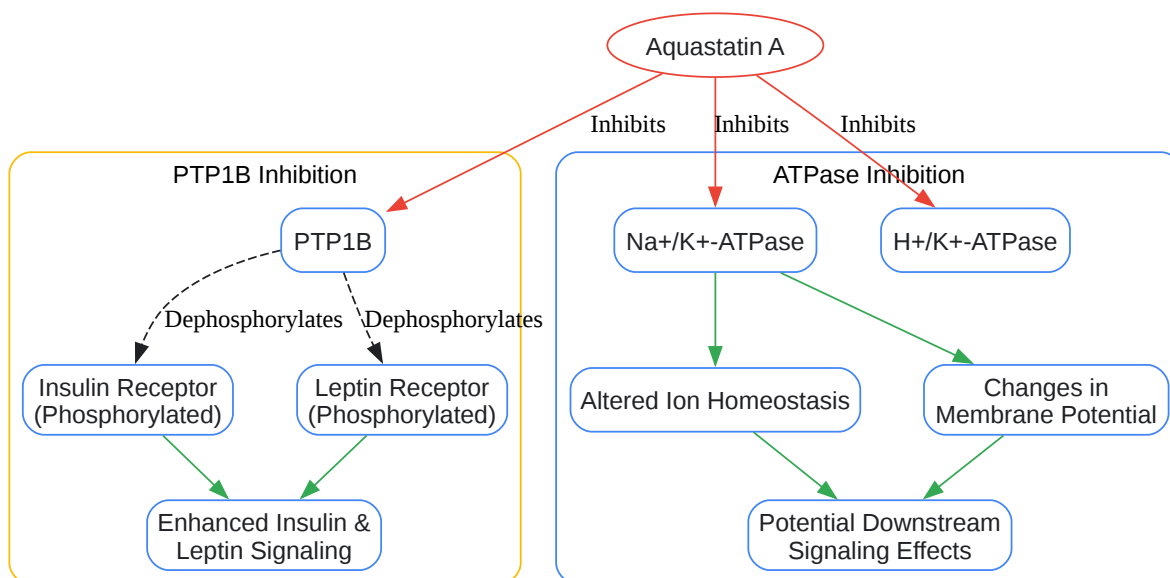 Aquastatin A
Inhibits
Inhibits
Inhibits
PTP1B Inhibition
ATPase Inhibition
PTP1B
Na+/K+-ATPase
H+/K+-ATPase
Dephosphorylates
Dephosphorylates
Insulin Receptor
(Phosphorylated)
Leptin Receptor
(Phosphorylated)
Altered Ion Homeostasis
Changes in
Membrane Potential
Enhanced Insulin &
Leptin Signaling
Potential Downstream
Signaling Effects